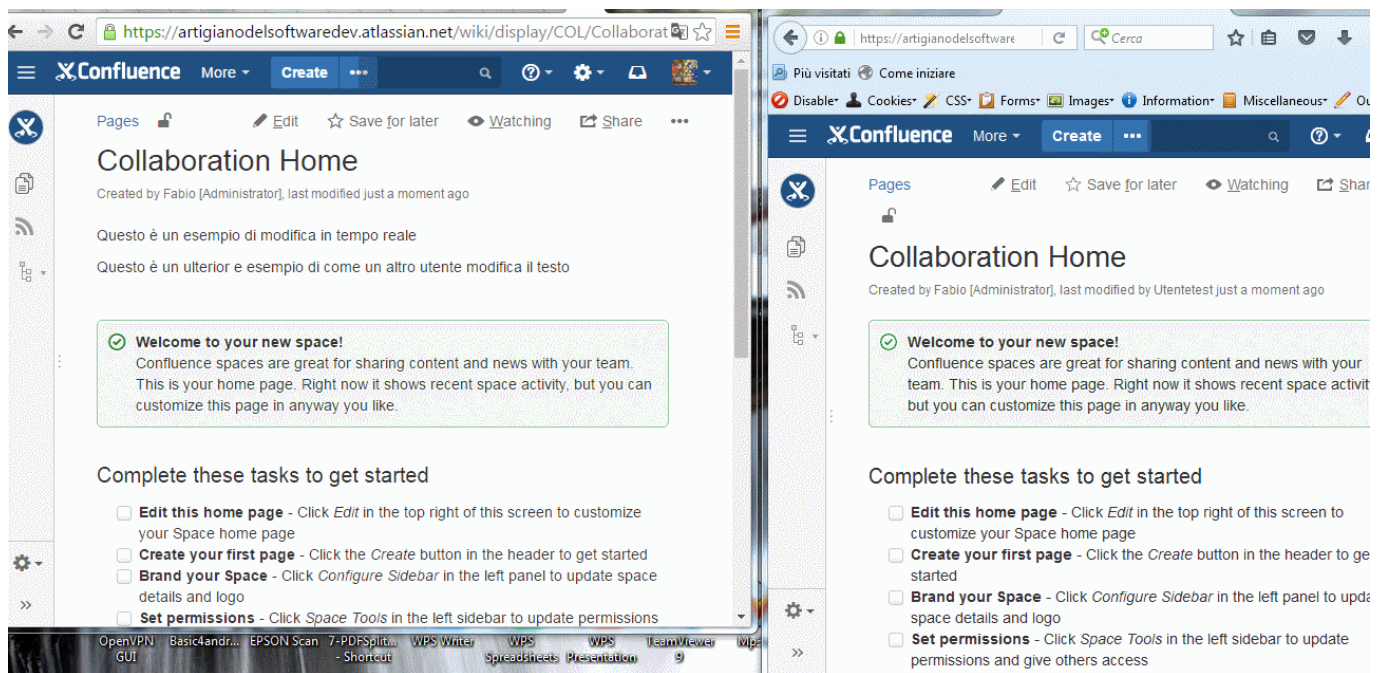 https://artigianodelsoftwaredev.atlassian.net/wiki/display/COL/Collaborat
Confluence More Create
Pages Edit Save for later Watching Share
Collaboration Home
Created by Fabio [Administrator], last modified just a moment ago
Questo è un esempio di modifica in tempo reale
Questo è un ulterior e esempio di come un altro utente modifica il testo
Welcome to your new space!
Confluence spaces are great for sharing content and news with your team.
This is your home page. Right now it shows recent space activity, but you can
customize this page in anyway you like.
Complete these tasks to get started
Edit this home page - Click Edit in the top right of this screen to customize
your Space home page
Create your first page - Click the Create button in the header to get started
Brand your Space - Click Configure Sidebar in the left panel to update space
details and logo
Set permissions - Click Space Tools in the left sidebar to update permissions
OpenVPN Basic4andr... EPSON Scan 7-PDFSplit... WPS Writer WPS WPS TeamViewer
GUI - Shortcut Spreadsheets Presentation 9
https://artigianodelsoftware Cerca
Più visitati Come iniziare
Disable Cookies CSS Forms Images Information Miscellaneous Ou
Confluence More Create
Pages Edit Save for later Watching Shar
Collaboration Home
Created by Fabio [Administrator], last modified by Utentetest just a moment ago
Welcome to your new space!
Confluence spaces are great for sharing content and news with your
team. This is your home page. Right now it shows recent space activit
but you can customize this page in anyway you like.
Complete these tasks to get started
Edit this home page - Click Edit in the top right of this screen to
customize your Space home page
Create your first page - Click the Create button in the header to ge
started
Brand your Space - Click Configure Sidebar in the left panel to upda
space details and logo
Set permissions - Click Space Tools in the left sidebar to update
permissions and give others access